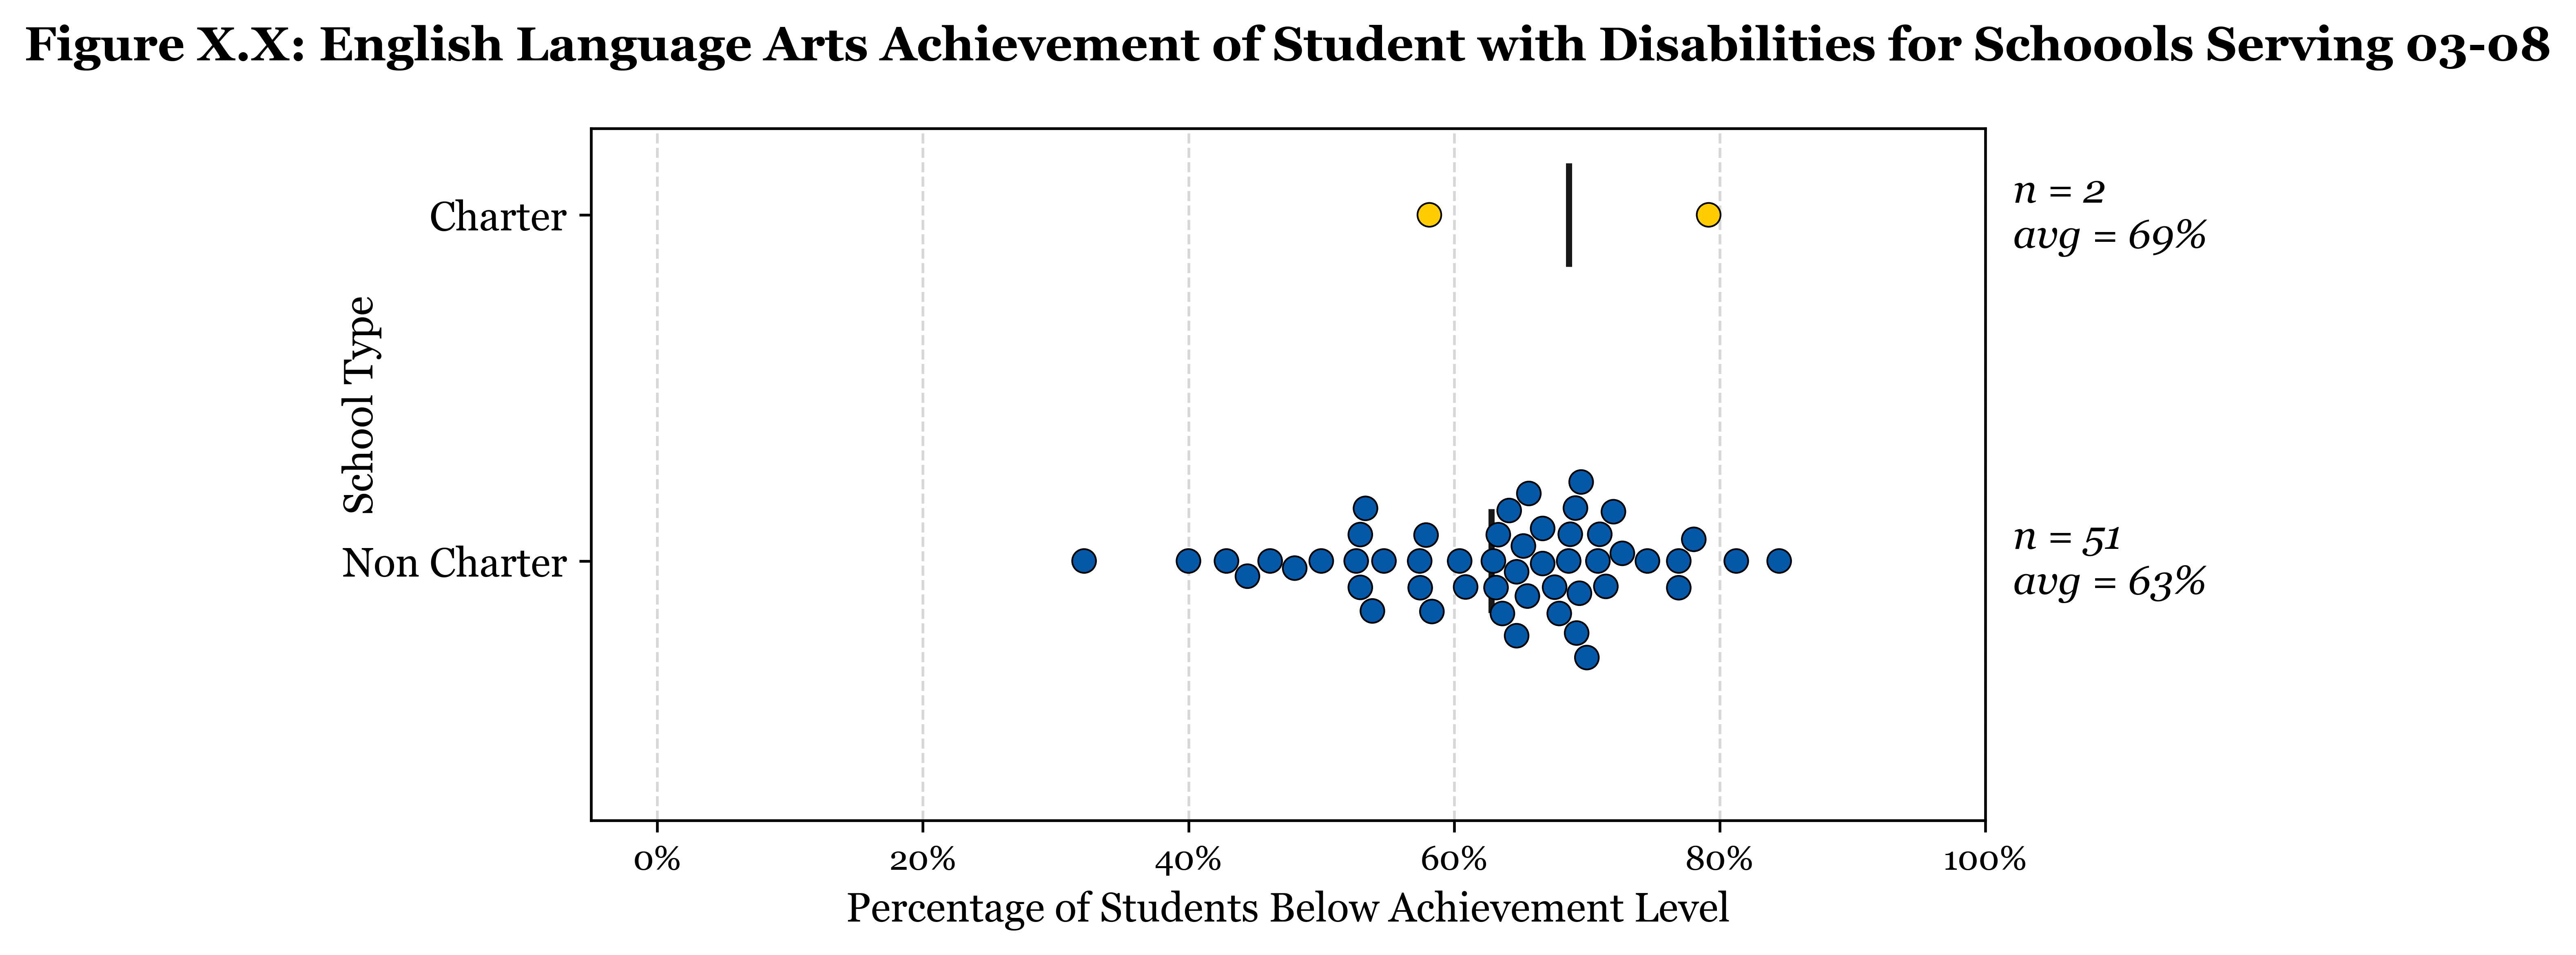 Figure X.X: English Language Arts Achievement of Student with Disabilities for Schoools Serving 03-08
School Type
Charter
n = 2
avg = 69%
Non Charter
n = 51
avg = 63%
0%
20%
40%
60%
80%
100%
Percentage of Students Below Achievement Level